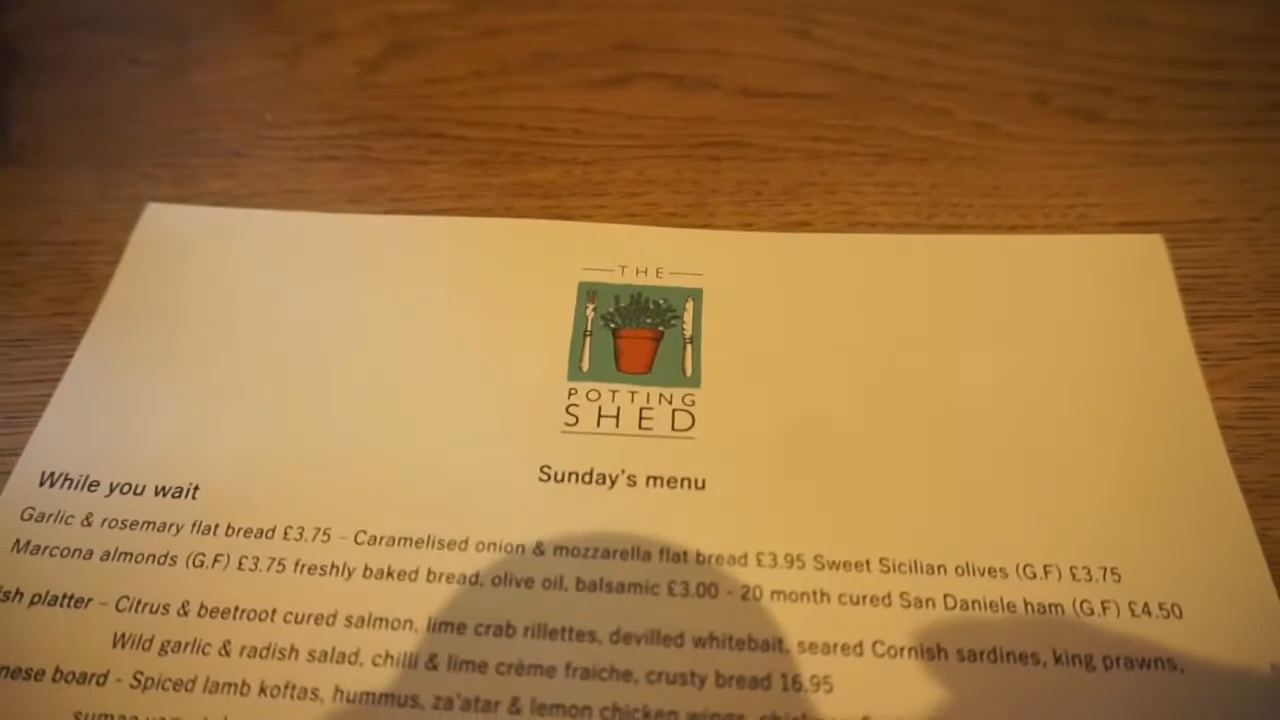 THE
POTTING
SHED
Sunday's menu
While you wait
Garlic & rosemary flat bread £3.75 – Caramelised onion & mozzarella flat bread £3.95 Sweet Sicilian olives (G.F) £3.75
Marcona almonds (G.F) £3.75 freshly baked bread, olive oil, balsamic £3.00 - 20 month cured San Daniele ham (G.F) £4.50
platter – Citrus & beetroot cured salmon, lime crab rillettes, devilled whitebait, seared Cornish sardines, king prawns,
Wild garlic & radish salad, chilli & lime crème fraiche, crusty bread 16.95
board - Spiced lamb koftas, hummus, za'atar & lemon chicken wings,